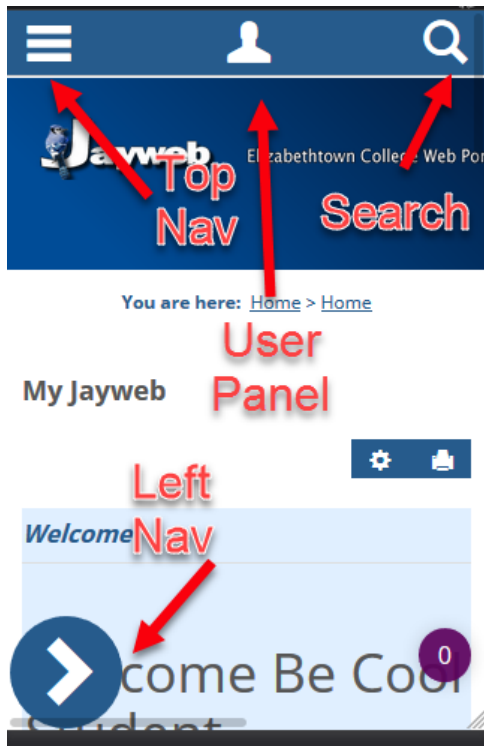 Jayweb Elizabethtown College Web Por
Top
Nav
Search
You are here: Home > Home
User
Panel
My Jayweb
Left
Nav
Welcome
0
come Be Cool
Student